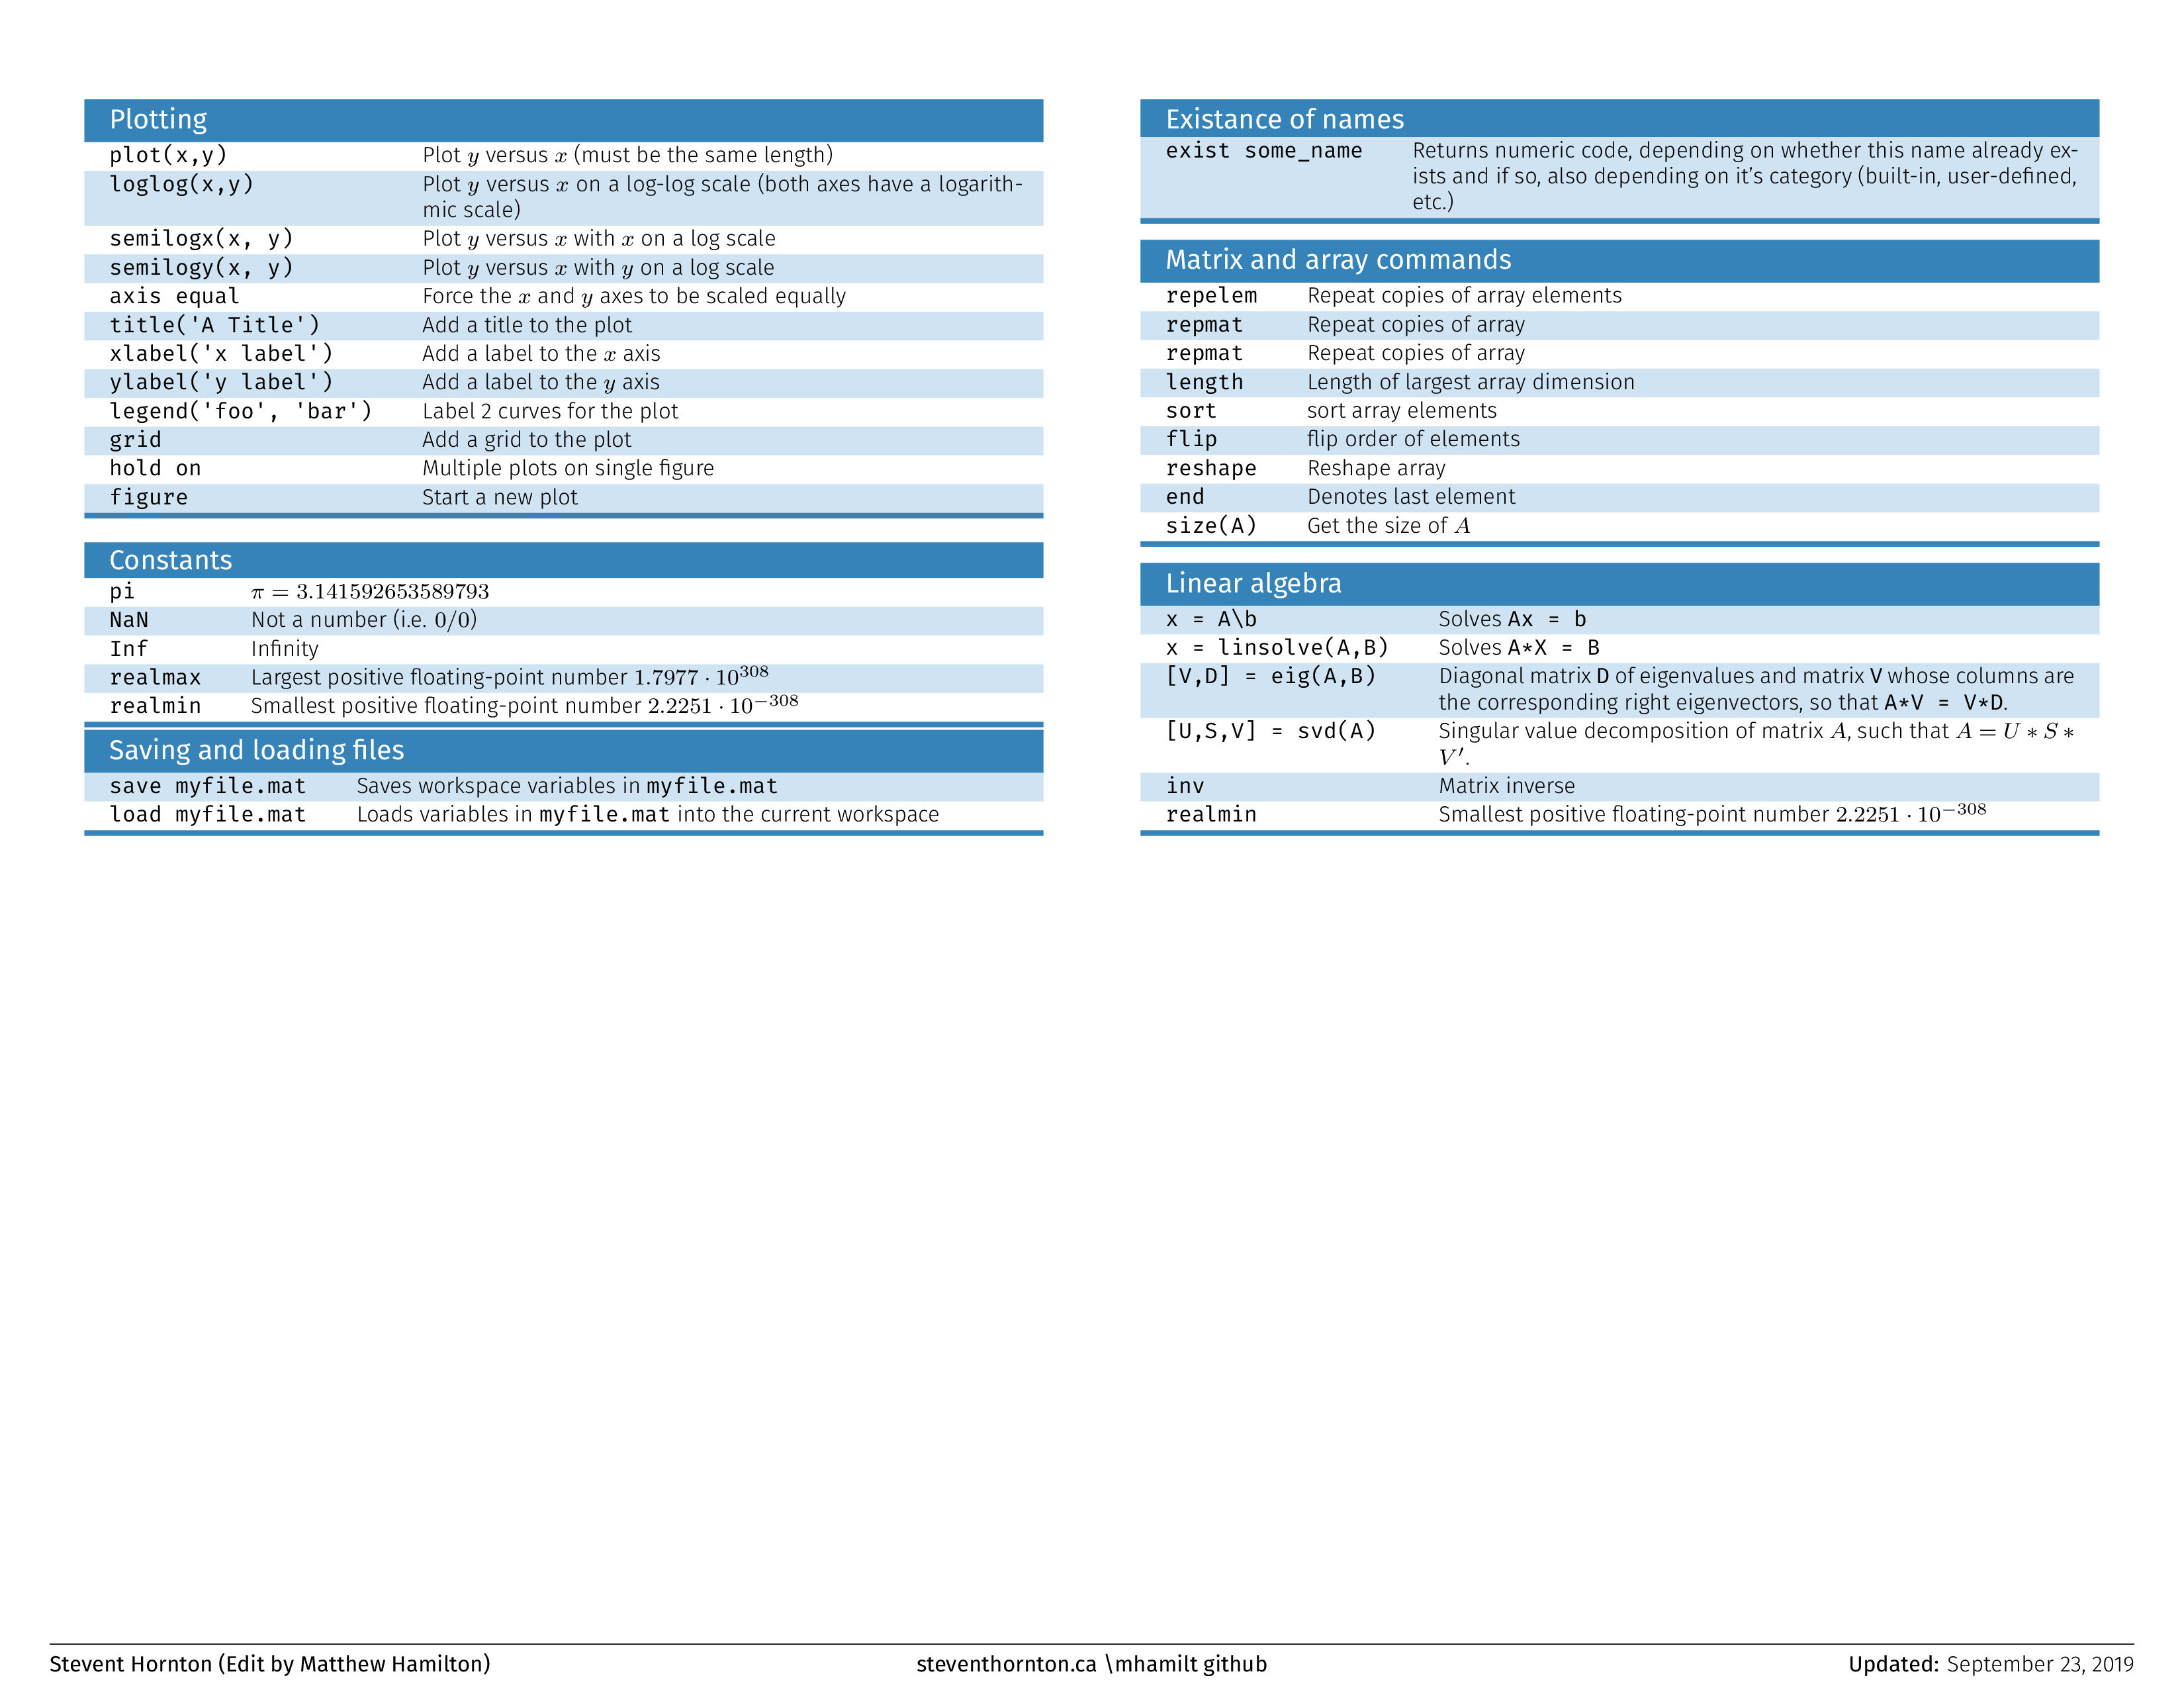 Plotting
plot(x,y) Plot y versus x (must be the same length)
loglog(x,y) Plot y versus x on a log-log scale (both axes have a logarith-
mic scale)
semilogx(x, y) Plot y versus x with x on a log scale
semilogy(x, y) Plot y versus x with y on a log scale
axis equal Force the x and y axes to be scaled equally
title('A Title') Add a title to the plot
xlabel('x label') Add a label to the x axis
ylabel('y label') Add a label to the y axis
legend('foo', 'bar') Label 2 curves for the plot
grid Add a grid to the plot
hold on Multiple plots on single figure
figure Start a new plot
Constants
pi π = 3.141592653589793
NaN Not a number (i.e. 0/0)
Inf Infinity
realmax Largest positive floating-point number 1.7977 · 10^308
realmin Smallest positive floating-point number 2.2251 · 10^−308
Saving and loading files
save myfile.mat Saves workspace variables in myfile.mat
load myfile.mat Loads variables in myfile.mat into the current workspace
Existance of names
exist some_name Returns numeric code, depending on whether this name already ex-
ists and if so, also depending on it's category (built-in, user-defined,
etc.)
Matrix and array commands
repelem Repeat copies of array elements
repmat Repeat copies of array
repmat Repeat copies of array
length Length of largest array dimension
sort sort array elements
flip flip order of elements
reshape Reshape array
end Denotes last element
size(A) Get the size of A
Linear algebra
x = A\b Solves Ax = b
x = linsolve(A,B) Solves A*X = B
[V,D] = eig(A,B) Diagonal matrix D of eigenvalues and matrix V whose columns are
the corresponding right eigenvectors, so that A*V = V*D.
[U,S,V] = svd(A) Singular value decomposition of matrix A, such that A = U ∗ S ∗
V′.
inv Matrix inverse
realmin Smallest positive floating-point number 2.2251 · 10^−308
Stevent Hornton (Edit by Matthew Hamilton) steventhornton.ca \mhamilt github Updated: September 23, 2019